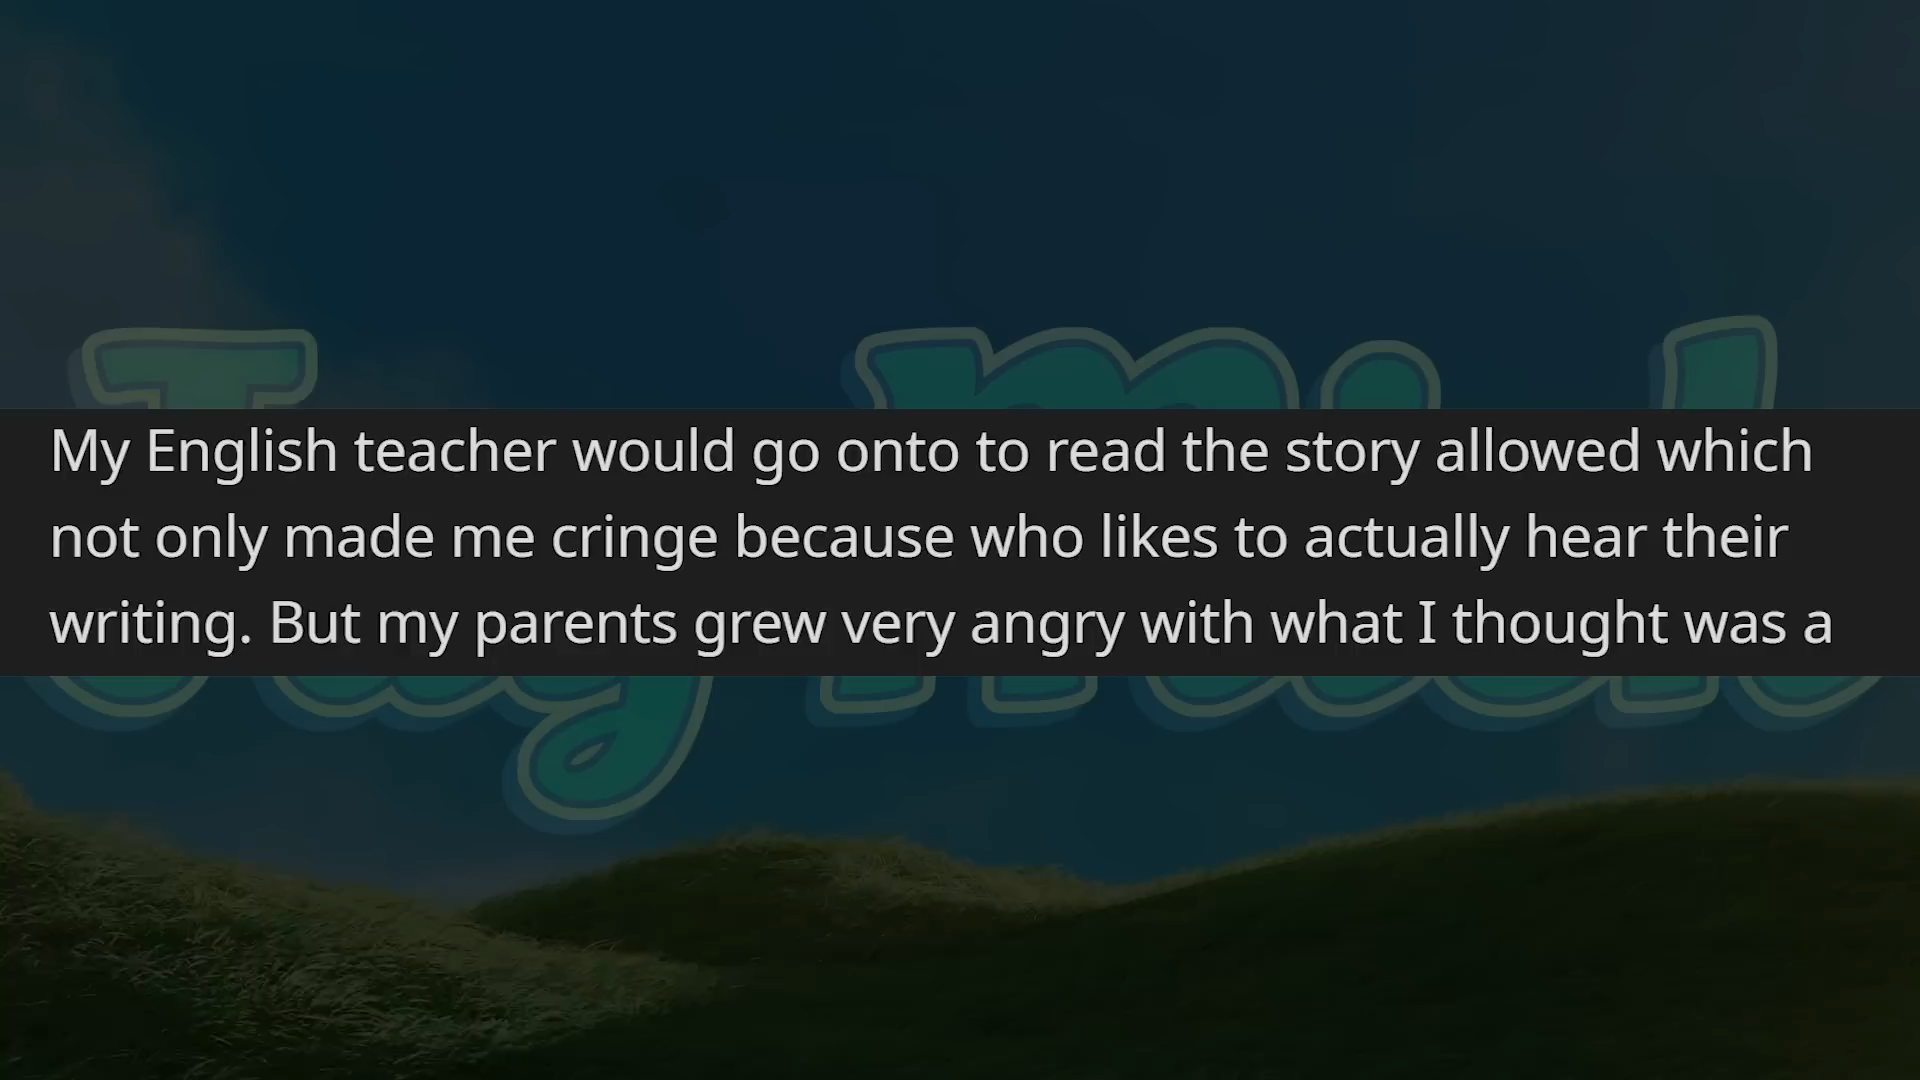 My English teacher would go onto to read the story allowed which
not only made me cringe because who likes to actually hear their
writing. But my parents grew very angry with what I thought was a